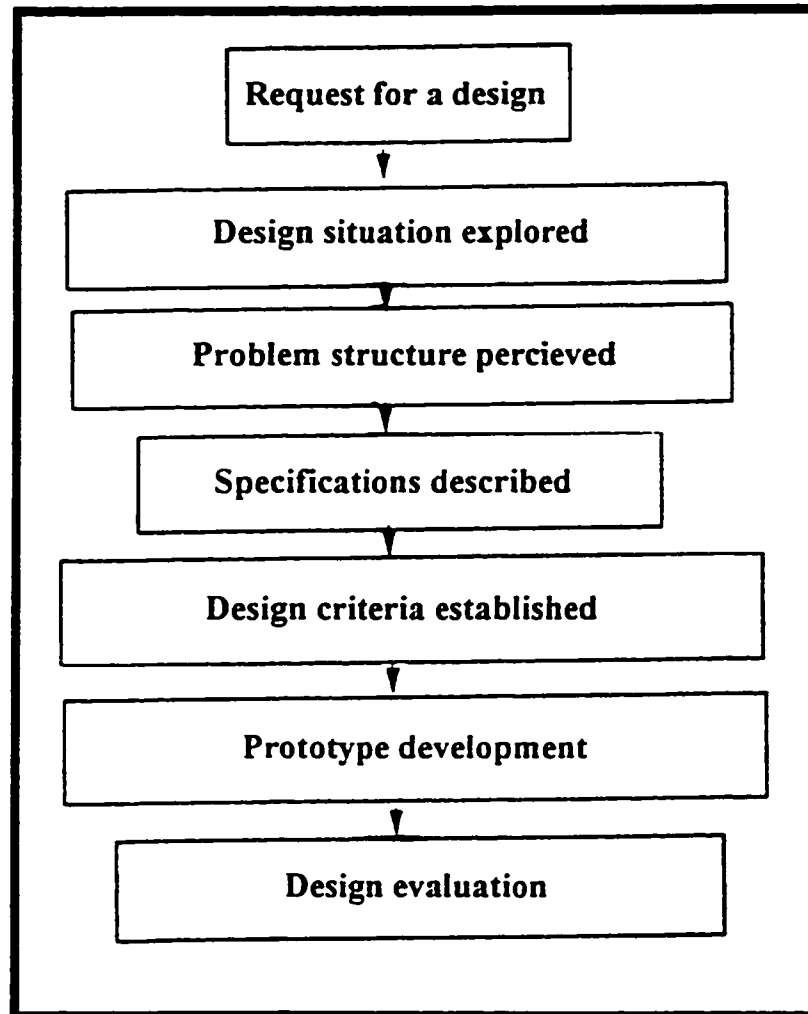 Request for a design
Design situation explored
Problem structure percieved
Specifications described
Design criteria established
Prototype development
Design evaluation